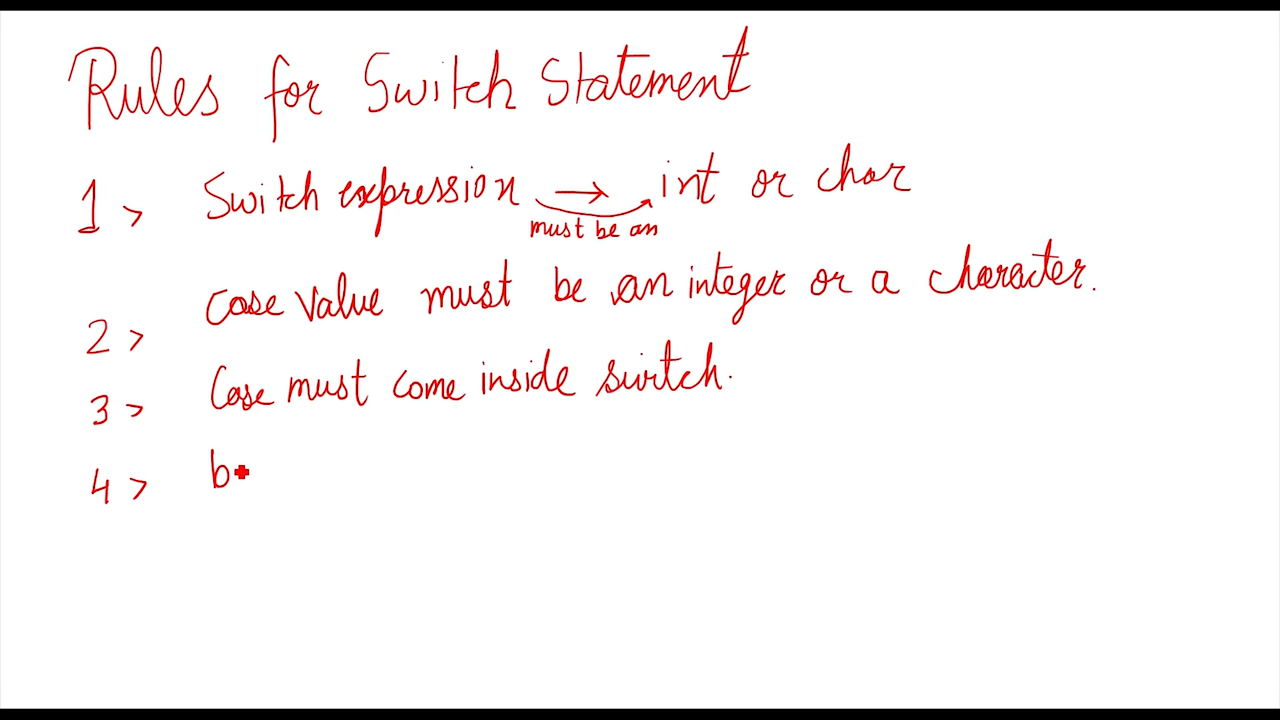 Rules for Switch Statement
1> Switch expression → int or char
must be an
2> Case Value must be an integer or a character.
3> Case must come inside switch.
4> b